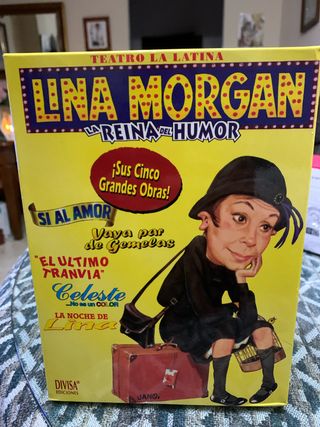 TEATRO LA LATINA
LINA MORGAN
LA REINA DEL HUMOR
¡Sus Cinco
Grandes Obras!
SI AL AMOR
Vaya par
de Gemelas
"EL ULTIMO
TRANVIA"
Celeste
...No es un COLOR
LA NOCHE DE
Lina
DIVISA
EDICIONES
JANO